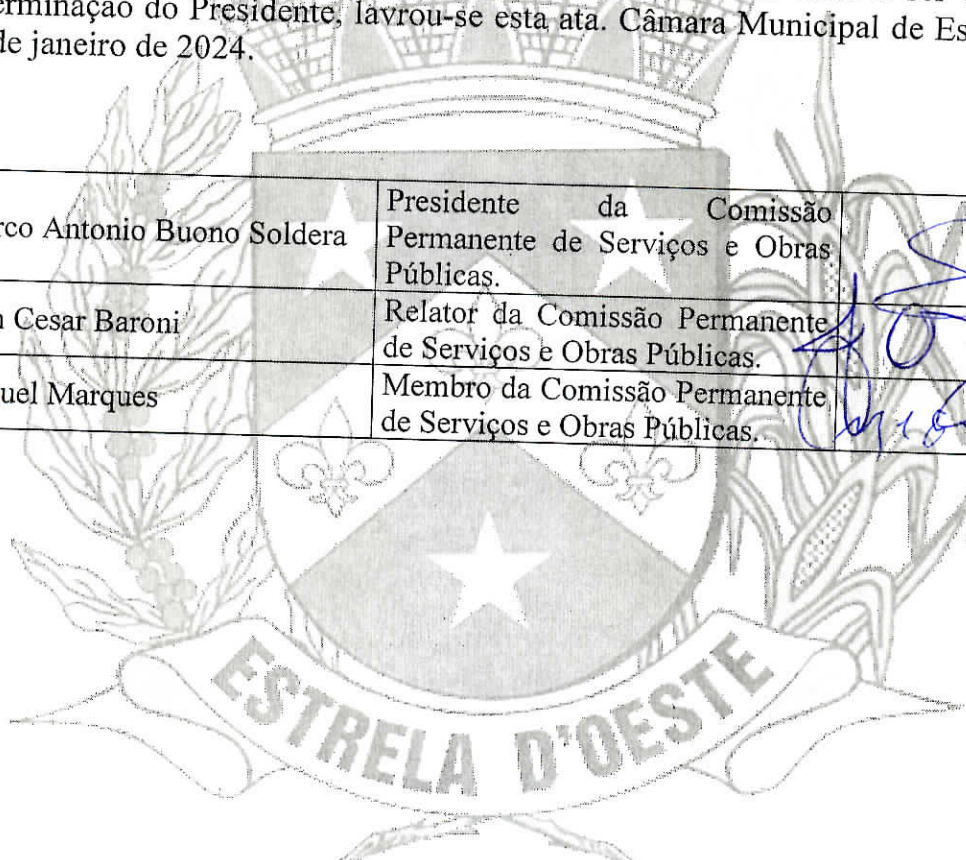 erminação do Presidente, lavrou-se esta ata. Câmara Municipal de Es
de janeiro de 2024.
rco Antonio Buono Soldera
Presidente da Comissão
Permanente de Serviços e Obras
Públicas.
n Cesar Baroni
Relator da Comissão Permanente
de Serviços e Obras Públicas.
uel Marques
Membro da Comissão Permanente
de Serviços e Obras Públicas.
ESTRELA D'OESTE